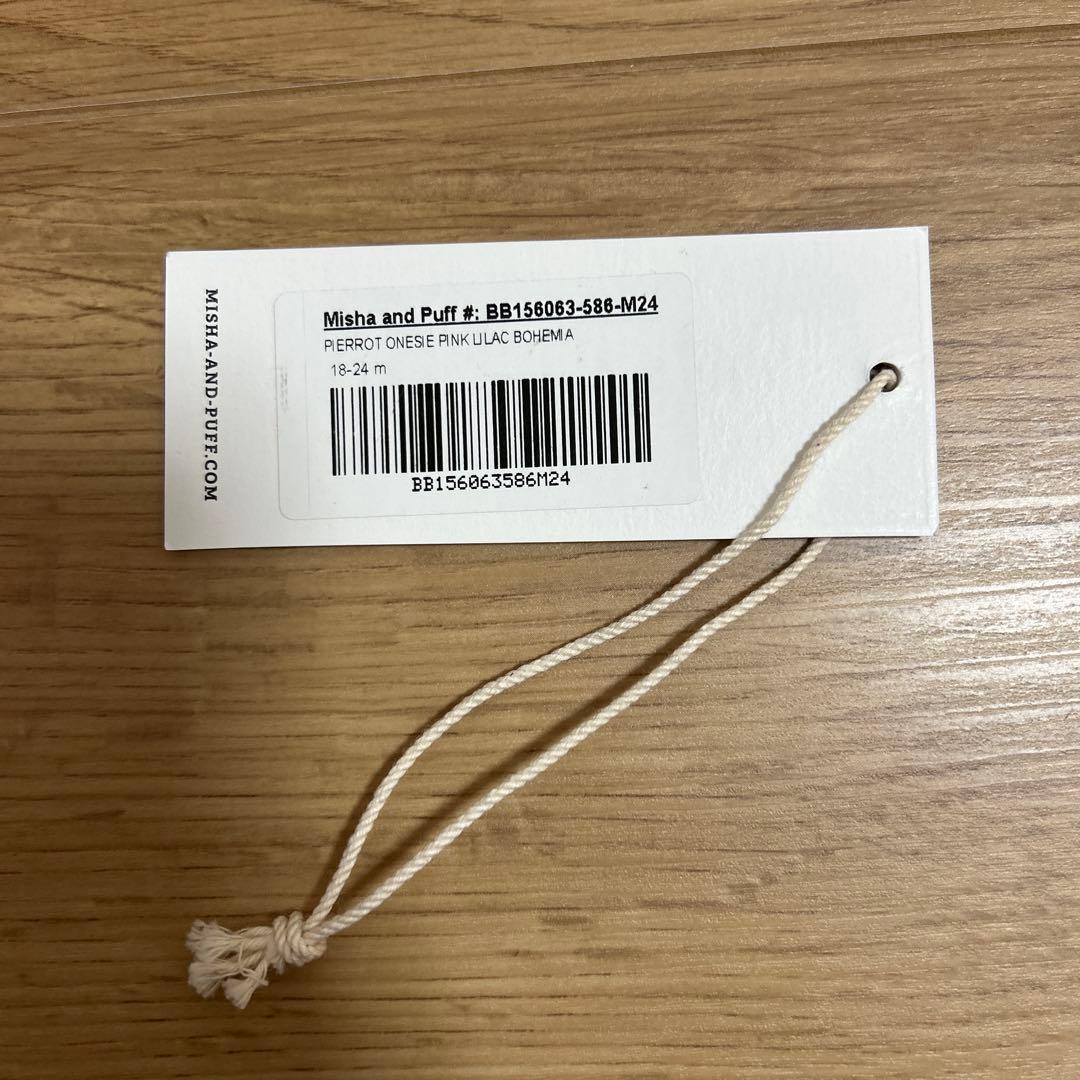 MISHA-AND-PUFF.COM
Misha and Puff #: BB156063-586-M24
PIERROT ONESIE PINK LILAC BOHEMIA
18-24 m
BB156063586M24